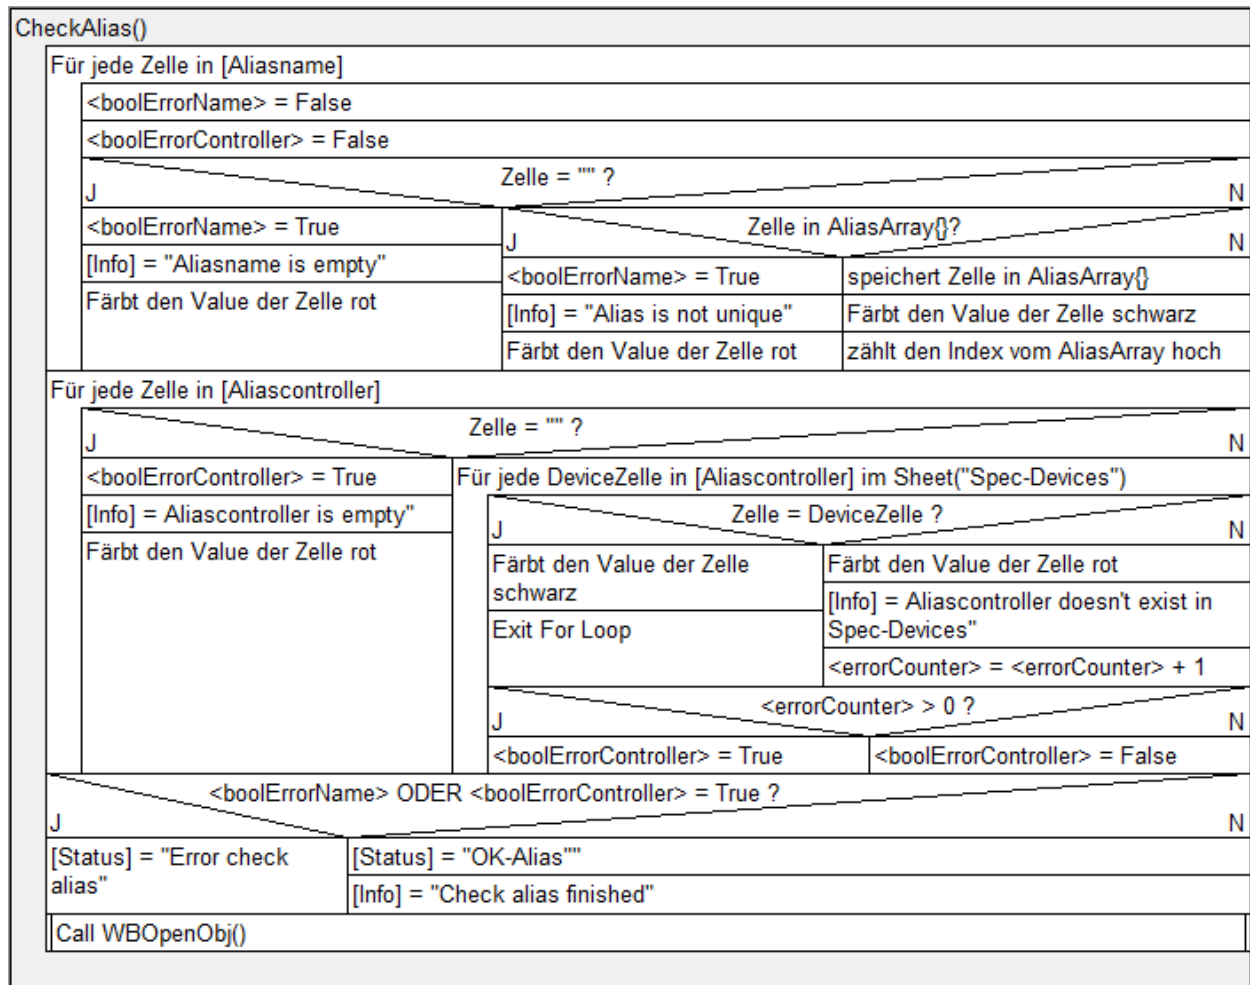 CheckAlias()
Für jede Zelle in [Aliasname]
<boolErrorName> = False
<boolErrorController> = False
Zelle = "" ?
J
N
<boolErrorName> = True
[Info] = "Aliasname is empty"
Färbt den Value der Zelle rot
Zelle in AliasArray{}?
J
N
<boolErrorName> = True
[Info] = "Alias is not unique"
Färbt den Value der Zelle rot
speichert Zelle in AliasArray{}
Färbt den Value der Zelle schwarz
zählt den Index vom AliasArray hoch
Für jede Zelle in [Aliascontroller]
Zelle = "" ?
J
N
<boolErrorController> = True
[Info] = Aliascontroller is empty"
Färbt den Value der Zelle rot
Für jede DeviceZelle in [Aliascontroller] im Sheet("Spec-Devices")
Zelle = DeviceZelle ?
J
N
Färbt den Value der Zelle
schwarz
Exit For Loop
Färbt den Value der Zelle rot
[Info] = Aliascontroller doesn't exist in
Spec-Devices"
<errorCounter> = <errorCounter> + 1
<errorCounter> > 0 ?
J
N
<boolErrorController> = True
<boolErrorController> = False
<boolErrorName> ODER <boolErrorController> = True ?
J
N
[Status] = "Error check
alias"
[Status] = "OK-Alias""
[Info] = "Check alias finished"
Call WBOpenObj()